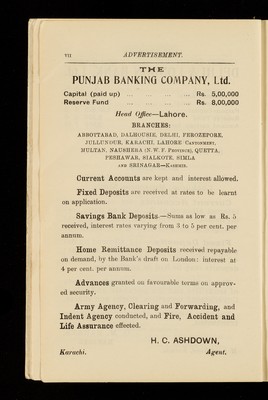 VII ADVERTISEMENT.
THE
PUNJAB BANKING COMPANY, Ltd.
Capital (paid up) ... ... ... ... Rs. 5,00,000
Reserve Fund ... ... ... ... Rs. 8,00,000
Head Office—Lahore.
BRANCHES:
ABBOTTABAD, DALHOUSIE, DELHI, FEROZEPORE,
JULLUNDUR, KARACHI, LAHORE CANTONMENT,
MULTAN, NAUSHERA (N. W. F. PROVINCE), QUETTA,
PESHAWAR, SIALKOTE, SIMLA
AND SRINAGAR—KASHMIR.
Current Accounts are kept and interest allowed.
Fixed Deposits are received at rates to be learnt
on application.
Savings Bank Deposits.—Sums as low as Rs. 5
received, interest rates varying from 3 to 5 per cent. per
annum.
Home Remittance Deposits received repayable
on demand, by the Bank's draft on London: interest at
4 per cent. per annum.
Advances granted on favourable terms on approv-
ed security.
Army Agency, Clearing and Forwarding, and
Indent Agency conducted, and Fire, Accident and
Life Assurance effected.
H. C. ASHDOWN,
Karachi. Agent.